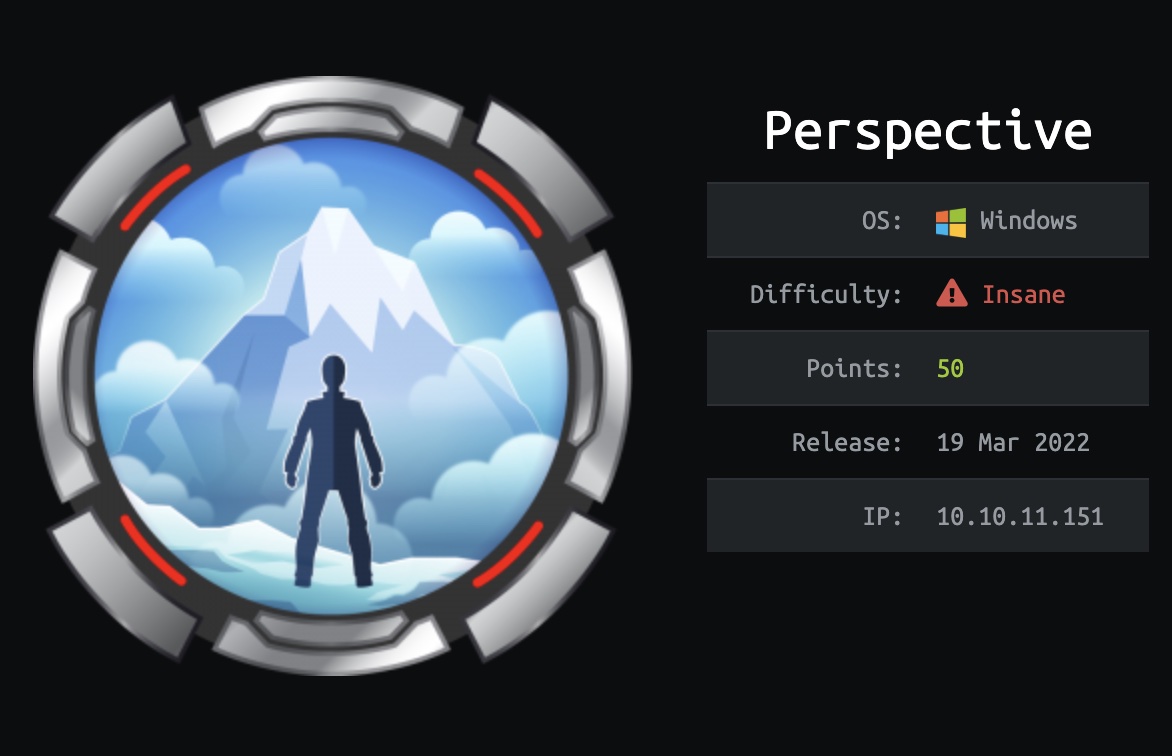 Perspective
OS: Windows
Difficulty: Insane
Points: 50
Release: 19 Mar 2022
IP: 10.10.11.151